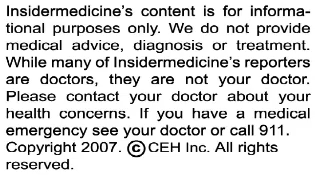 Insidermedicine's content is for informa-
tional purposes only. We do not provide
medical advice, diagnosis or treatment.
While many of Insidermedicine's reporters
are doctors, they are not your doctor.
Please contact your doctor about your
health concerns. If you have a medical
emergency see your doctor or call 911.
Copyright 2007. ©CEH Inc. All rights
reserved.